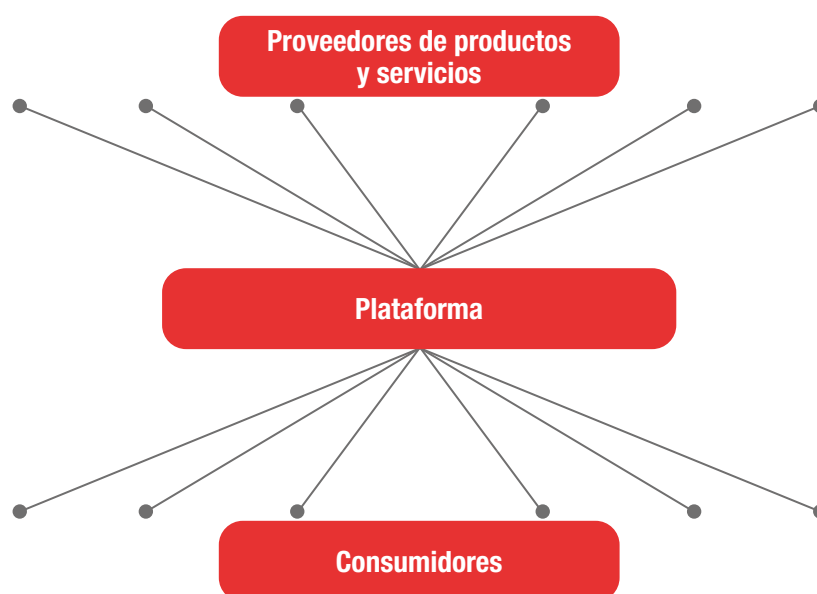 Proveedores de productos
y servicios
Plataforma
Consumidores